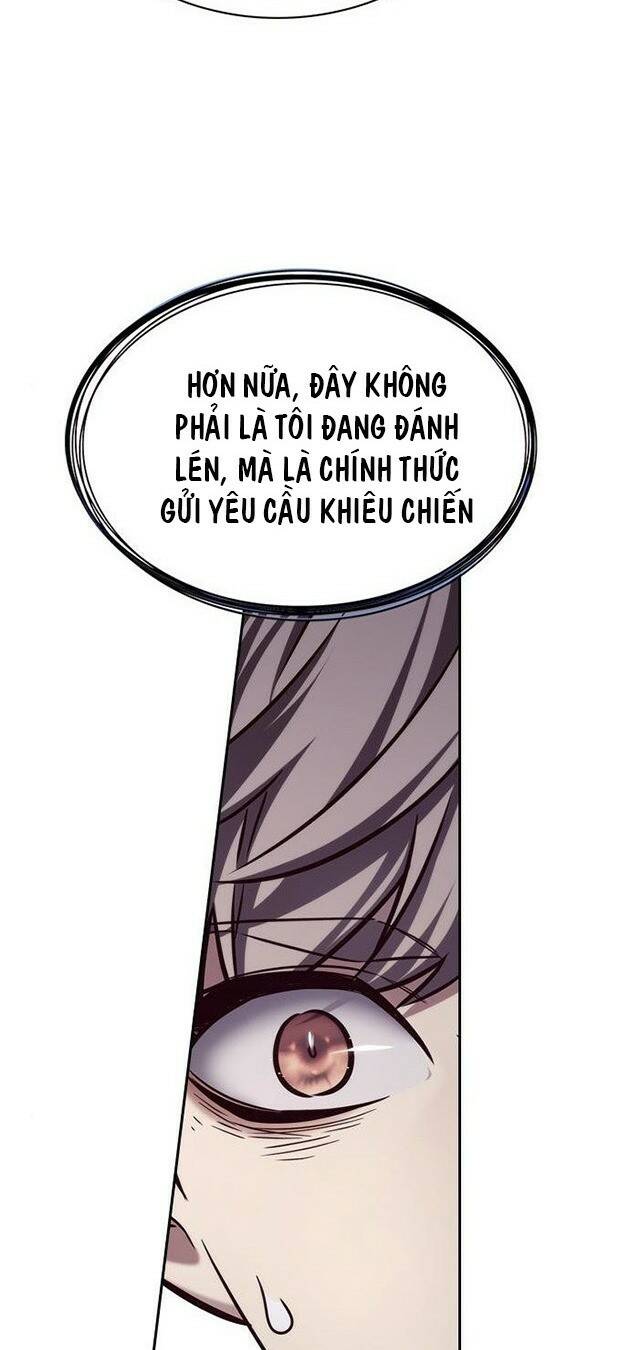 HƠN NỮA, ĐÂY KHÔNG
PHẢI LÀ TÔI ĐANG ĐÁNH
LÉN, MÀ LÀ CHÍNH THỨC
GỬI YÊU CẦU KHIÊU CHIẾN